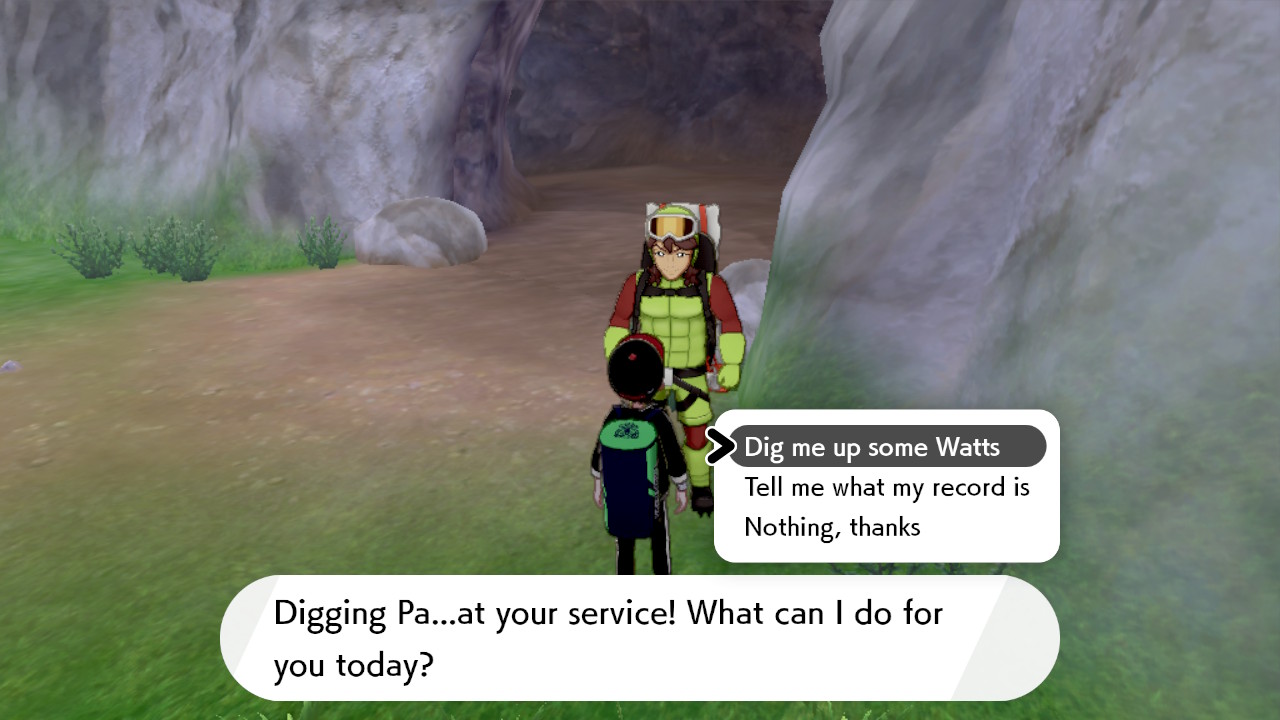 Dig me up some Watts
Tell me what my record is
Nothing, thanks
Digging Pa...at your service! What can I do for
you today?